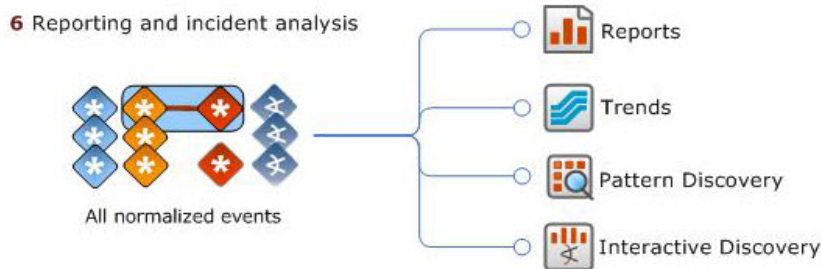 6 Reporting and incident analysis
Reports
Trends
Pattern Discovery
Interactive Discovery
All normalized events